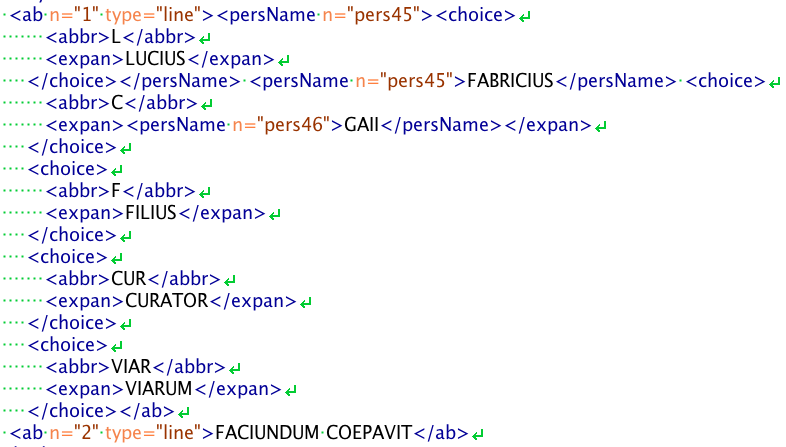 <ab n="1" type="line"><persName n="pers45"><choice>
<abbr>L</abbr>
<expan>LUCIUS</expan>
</choice></persName> <persName n="pers45">FABRICIUS</persName> <choice>
<abbr>C</abbr>
<expan><persName n="pers46">GAII</persName></expan>
</choice>
<choice>
<abbr>F</abbr>
<expan>FILIUS</expan>
</choice>
<choice>
<abbr>CUR</abbr>
<expan>CURATOR</expan>
</choice>
<choice>
<abbr>VIAR</abbr>
<expan>VIARUM</expan>
</choice></ab>
<ab n="2" type="line">FACIUNDUM COEPAVIT</ab>